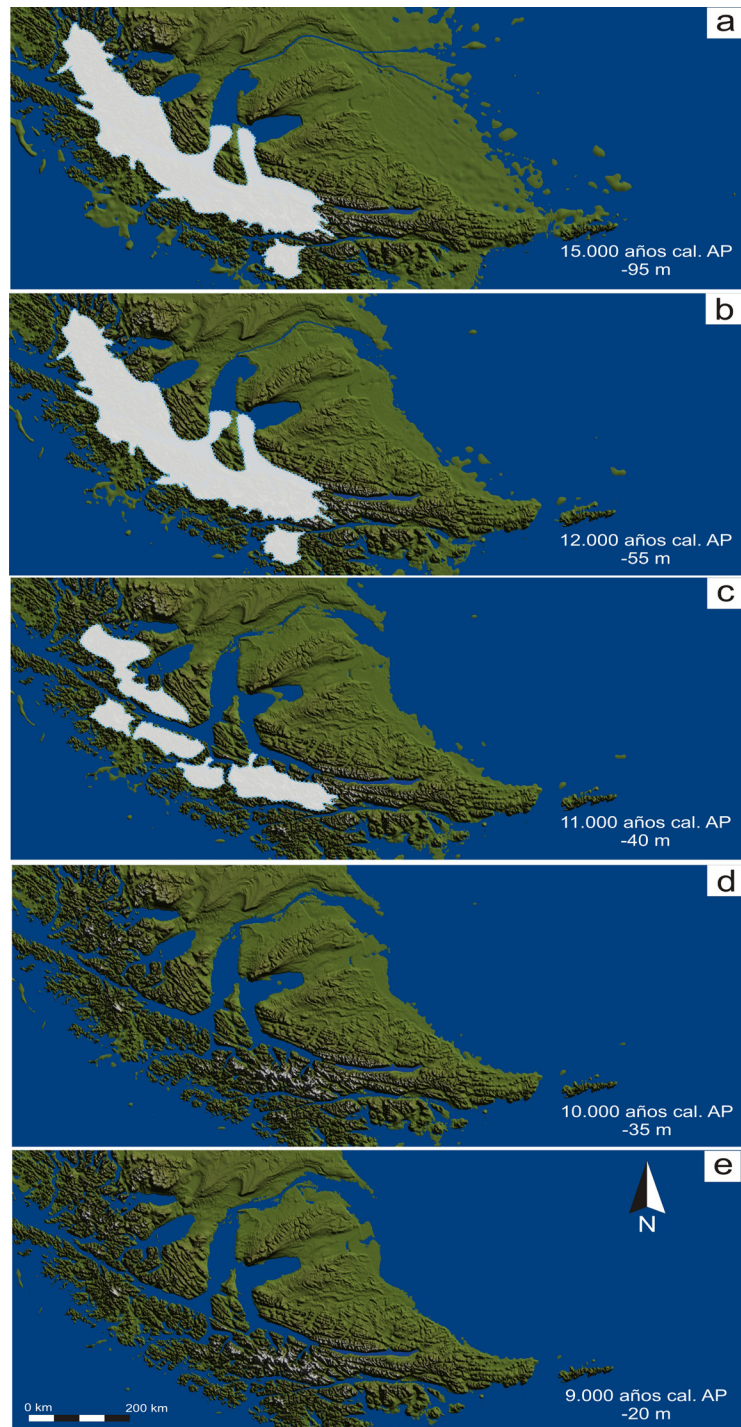 a
15.000 años cal. AP
-95 m
b
12.000 años cal. AP
-55 m
c
11.000 años cal. AP
-40 m
d
10.000 años cal. AP
-35 m
e
N
0 km 200 km
9.000 años cal. AP
-20 m